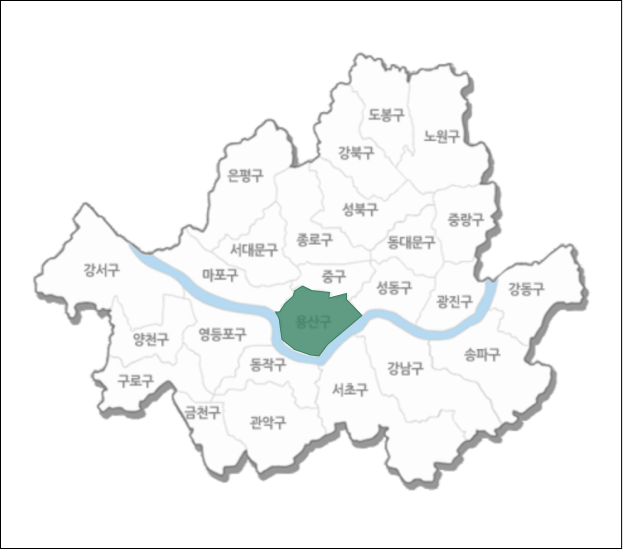 도봉구
노원구
강북구
은평구
성북구
중랑구
종로구
동대문구
서대문구
강서구
마포구
중구
성동구
광진구
강동구
용산구
양천구
영등포구
송파구
동작구
강남구
구로구
서초구
금천구
관악구